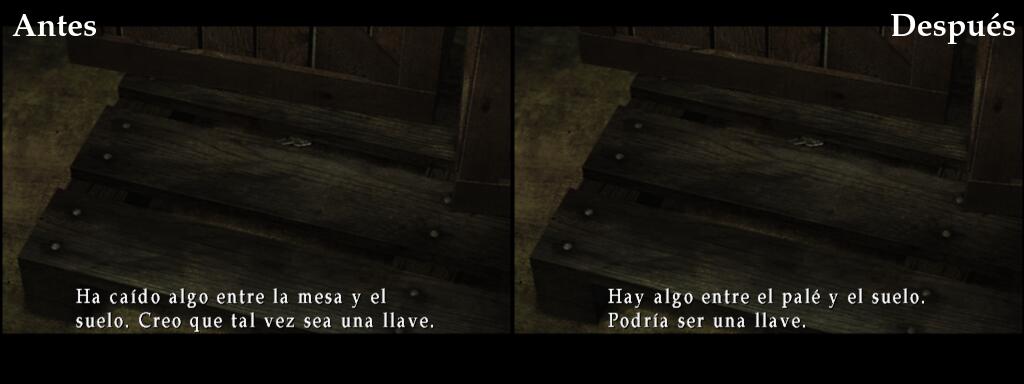 Antes
Después
Ha caído algo entre la mesa y el
suelo. Creo que tal vez sea una llave.
Hay algo entre el palé y el suelo.
Podría ser una llave.